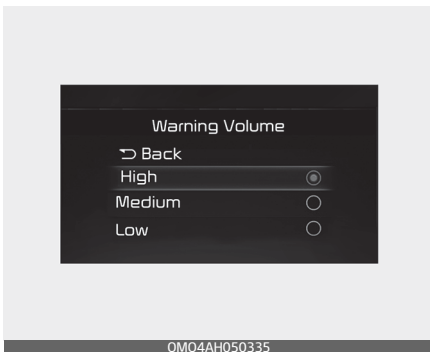 Warning Volume
⮌ Back
High
Medium
Low
OMO4AH050335